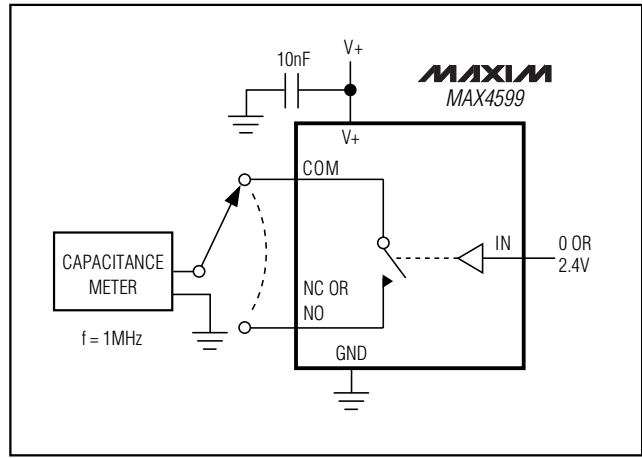 10nF
V+
MAXIM
MAX4599
V+
COM
IN
0 OR
2.4V
CAPACITANCE
METER
NC OR
NO
f = 1MHz
GND